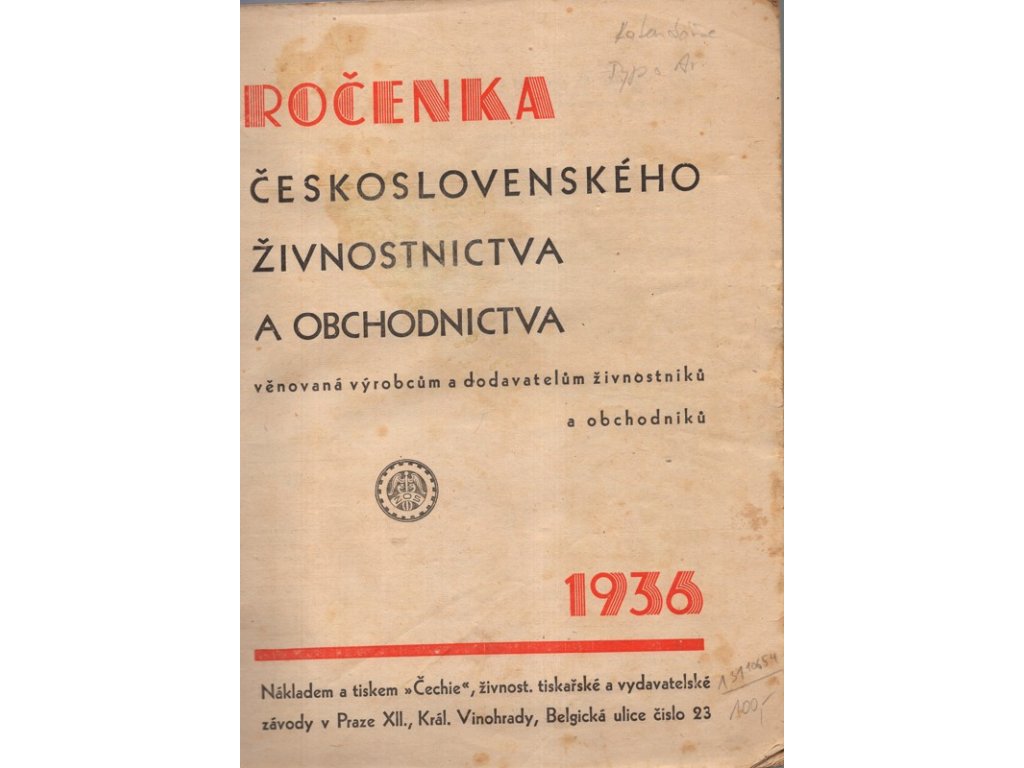 ROČENKA
ČESKOSLOVENSKÉHO
ŽIVNOSTNICTVA
A OBCHODNICTVA
věnovaná výrobcům a dodavatelům živnostníků
a obchodníků
1936
Nákladem a tiskem »Čechie«, živnost. tiskařské a vydavatelské
závody v Praze XII., Král. Vinohrady, Belgická ulice číslo 23
100,-